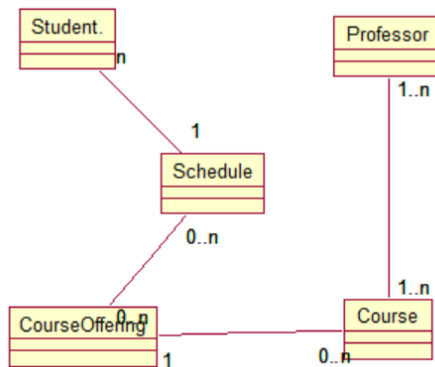 Student.
Professor
n
1..n
1
Schedule
0..n
1..n
0..n
CourseOffering
Course
1
0..n